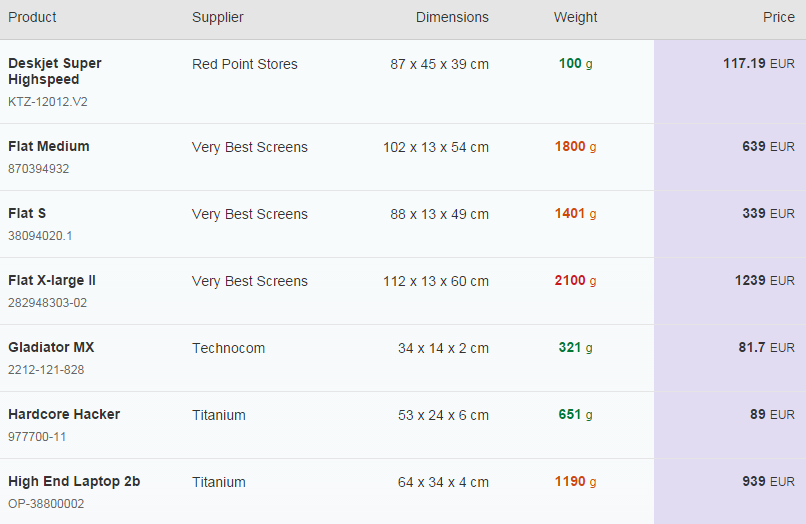 Product Supplier Dimensions Weight Price
Deskjet Super Highspeed Red Point Stores 87 x 45 x 39 cm 100 g 117.19 EUR
KTZ-12012.V2
Flat Medium Very Best Screens 102 x 13 x 54 cm 1800 g 639 EUR
870394932
Flat S Very Best Screens 88 x 13 x 49 cm 1401 g 339 EUR
38094020.1
Flat X-large II Very Best Screens 112 x 13 x 60 cm 2100 g 1239 EUR
282948303-02
Gladiator MX Technocom 34 x 14 x 2 cm 321 g 81.7 EUR
2212-121-828
Hardcore Hacker Titanium 53 x 24 x 6 cm 651 g 89 EUR
977700-11
High End Laptop 2b Titanium 64 x 34 x 4 cm 1190 g 939 EUR
OP-38800002